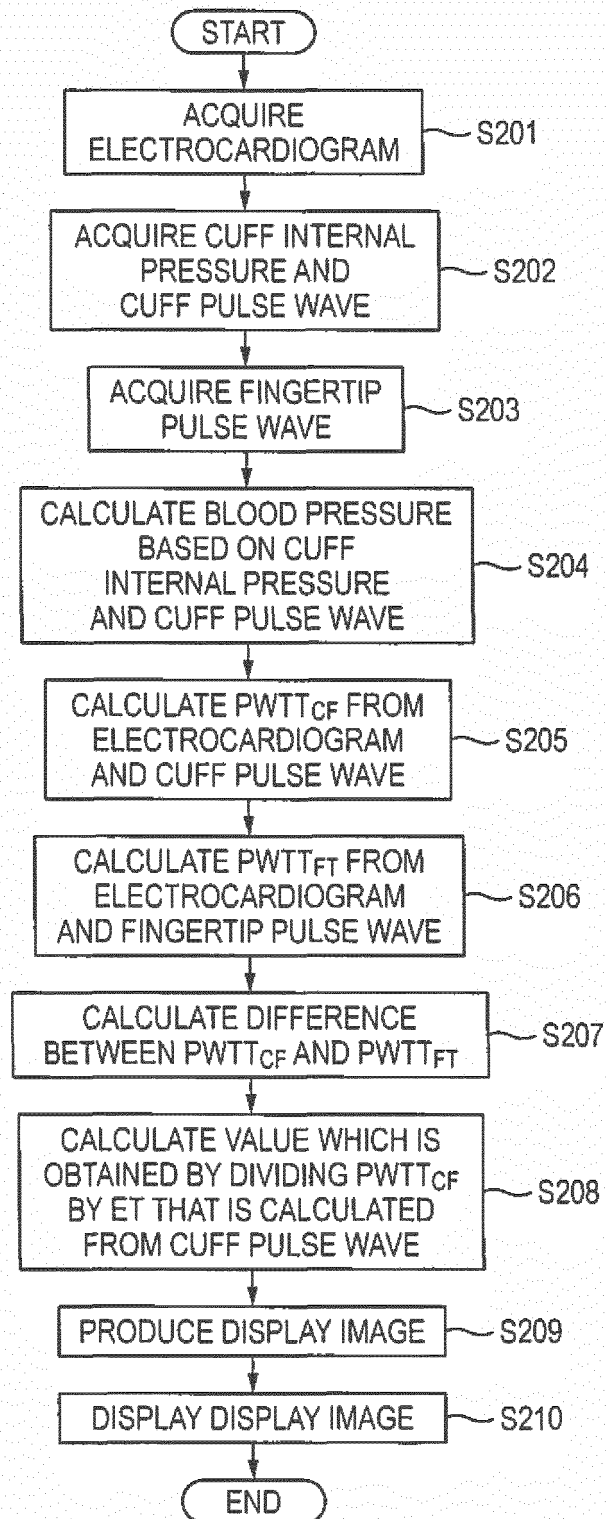 START
ACQUIRE
ELECTROCARDIOGRAM
S201
ACQUIRE CUFF INTERNAL
PRESSURE AND
CUFF PULSE WAVE
S202
ACQUIRE FINGERTIP
PULSE WAVE
S203
CALCULATE BLOOD PRESSURE
BASED ON CUFF
INTERNAL PRESSURE
AND CUFF PULSE WAVE
S204
CALCULATE PWTTCF FROM
ELECTROCARDIOGRAM
AND CUFF PULSE WAVE
S205
CALCULATE PWTTFT FROM
ELECTROCARDIOGRAM
AND FINGERTIP PULSE WAVE
S206
CALCULATE DIFFERENCE
BETWEEN PWTTCF AND PWTTFT
S207
CALCULATE VALUE WHICH IS
OBTAINED BY DIVIDING PWTTCF
BY ET THAT IS CALCULATED
FROM CUFF PULSE WAVE
S208
PRODUCE DISPLAY IMAGE
S209
DISPLAY DISPLAY IMAGE
S210
END